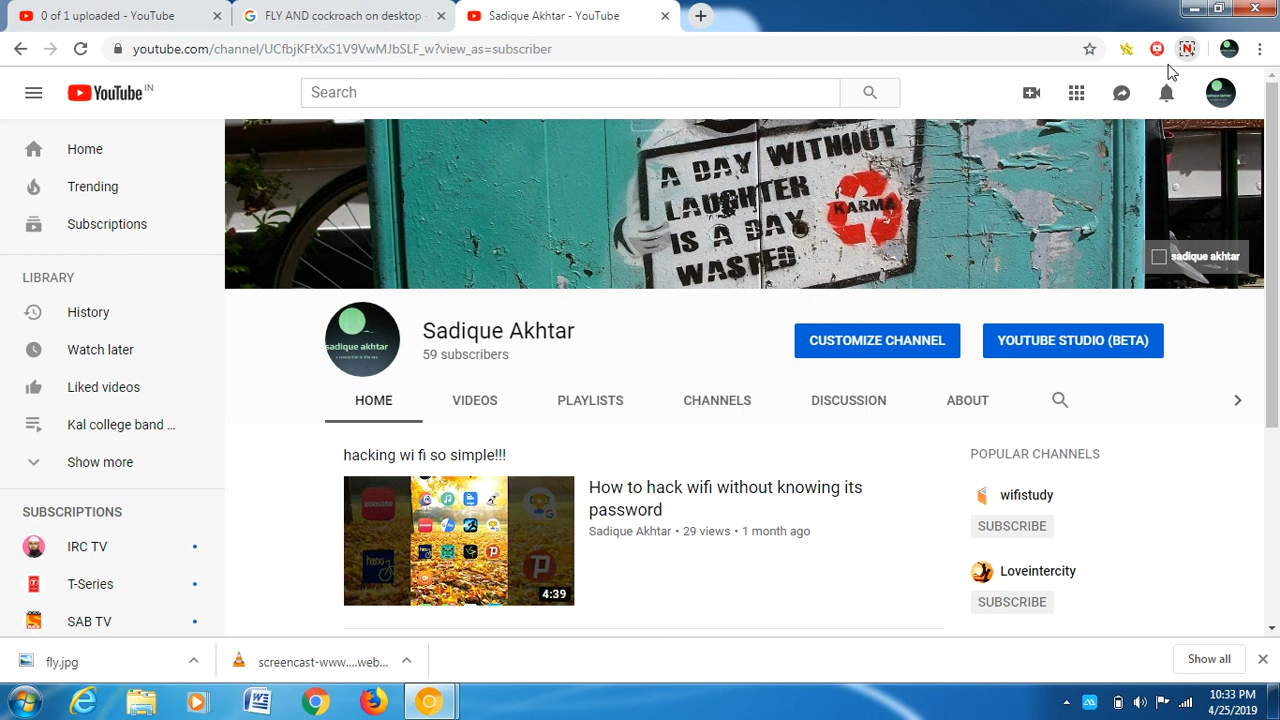 0 of 1 uploaded - YouTube
FLY AND cockroach on desktop -
Sadique Akhtar - YouTube
youtube.com/channel/UCfbjKFtXxS1V9VwMJbSLF_w?view_as=subscriber
YouTube IN
Search
Home
Trending
Subscriptions
LIBRARY
History
Watch later
Liked videos
Kal college band ...
Show more
SUBSCRIPTIONS
IRC TV
T-Series
SAB TV
A DAY WITHOUT
LAUGHTER
IS A DAY
WASTED
KARMA
sadique akhtar
sadique akhtar
Sadique Akhtar
59 subscribers
CUSTOMIZE CHANNEL
YOUTUBE STUDIO (BETA)
HOME
VIDEOS
PLAYLISTS
CHANNELS
DISCUSSION
ABOUT
hacking wi fi so simple!!!
4:39
How to hack wifi without knowing its
password
Sadique Akhtar • 29 views • 1 month ago
POPULAR CHANNELS
wifistudy
SUBSCRIBE
Loveintercity
SUBSCRIBE
fly.jpg
screencast-www....web...
Show all
10:33 PM
4/25/2019